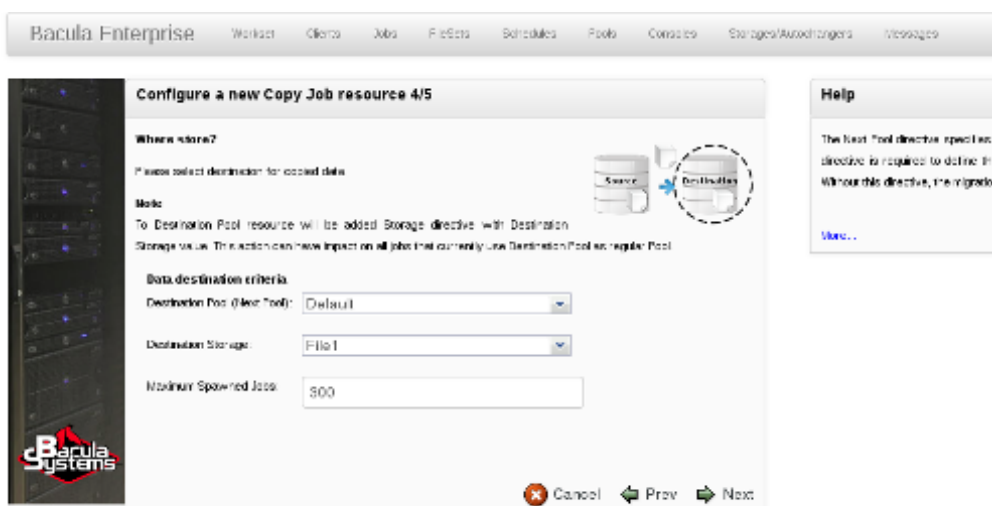 Bacula Enterprise Workset Clients Jobs FileSets Schedules Pools Consoles Storages/Autochangers Messages
Configure a new Copy Job resource 4/5
Where store?
Please select destination for copied data
Note:
To Destination Pool resource will be added Storage directive with Destination
Storage value. This action can have impact on all jobs that currently use Destination Pool as regular Pool
Source
Destination
Data destination criteria
Destination Pool (Next Pool): Default
Destination Storage: File1
Maximum Spawned Jobs: 300
Cancel Prev Next
Bacula
Systems
Help
The Next Pool directive specifies
directive is required to define th
Without this directive, the migratio
More...